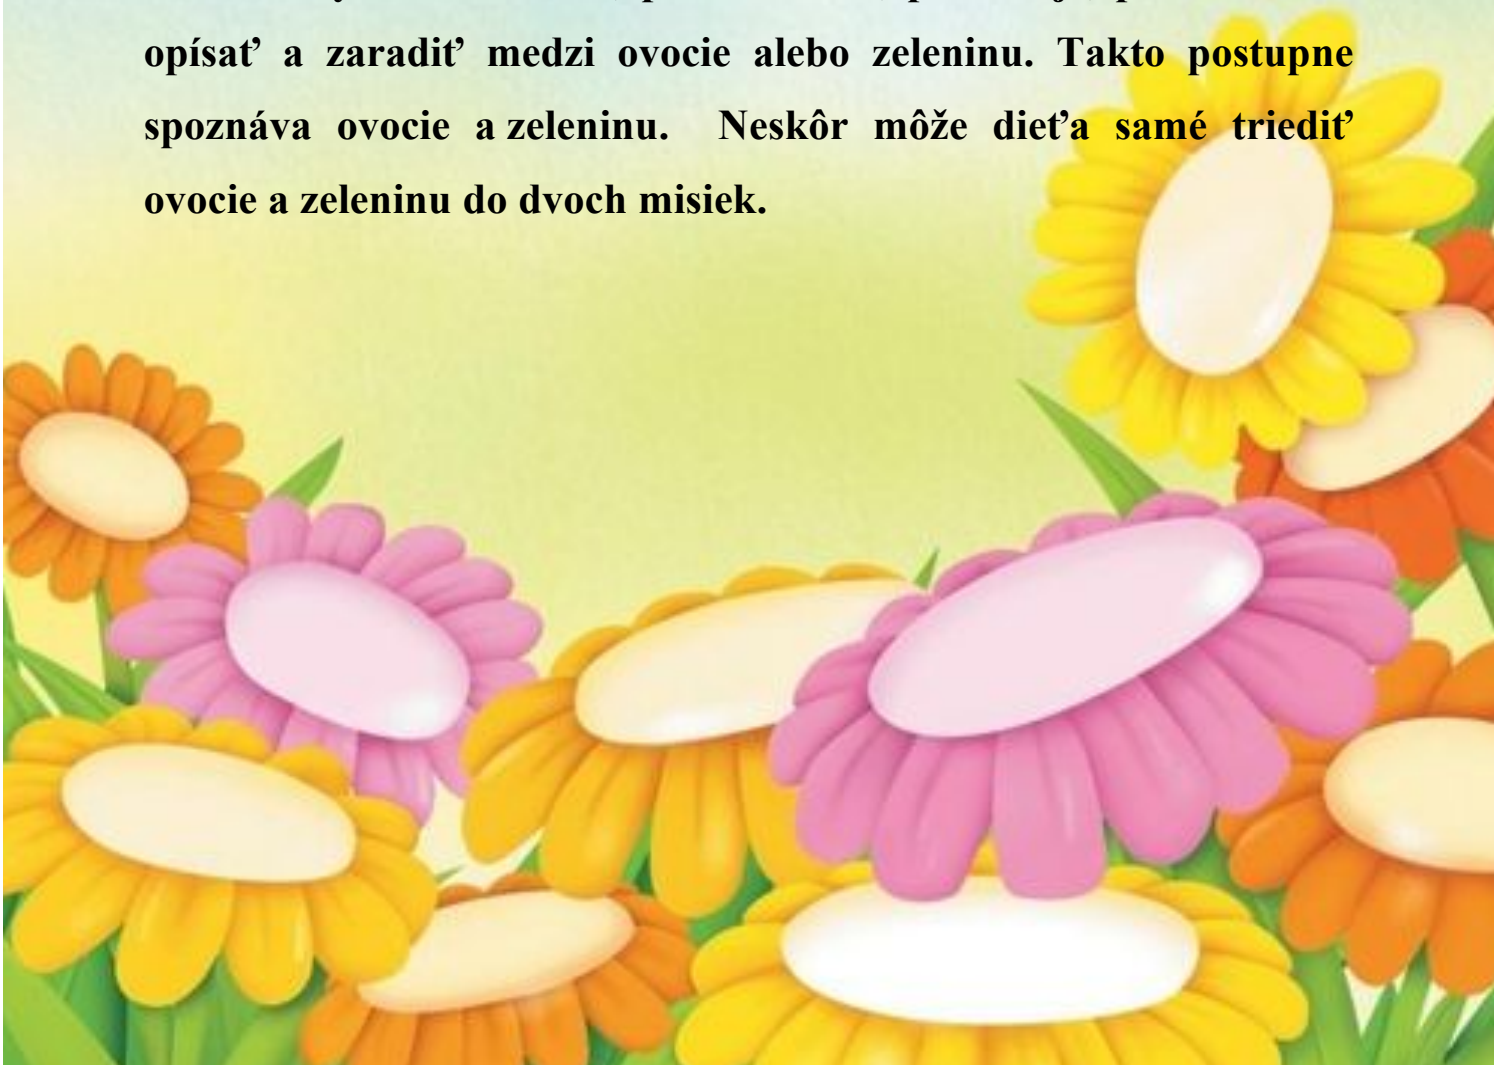 opísať a zaradiť medzi ovocie alebo zeleninu. Takto postupne
spoznáva ovocie a zeleninu. Neskôr môže dieťa samé triediť
ovocie a zeleninu do dvoch misiek.